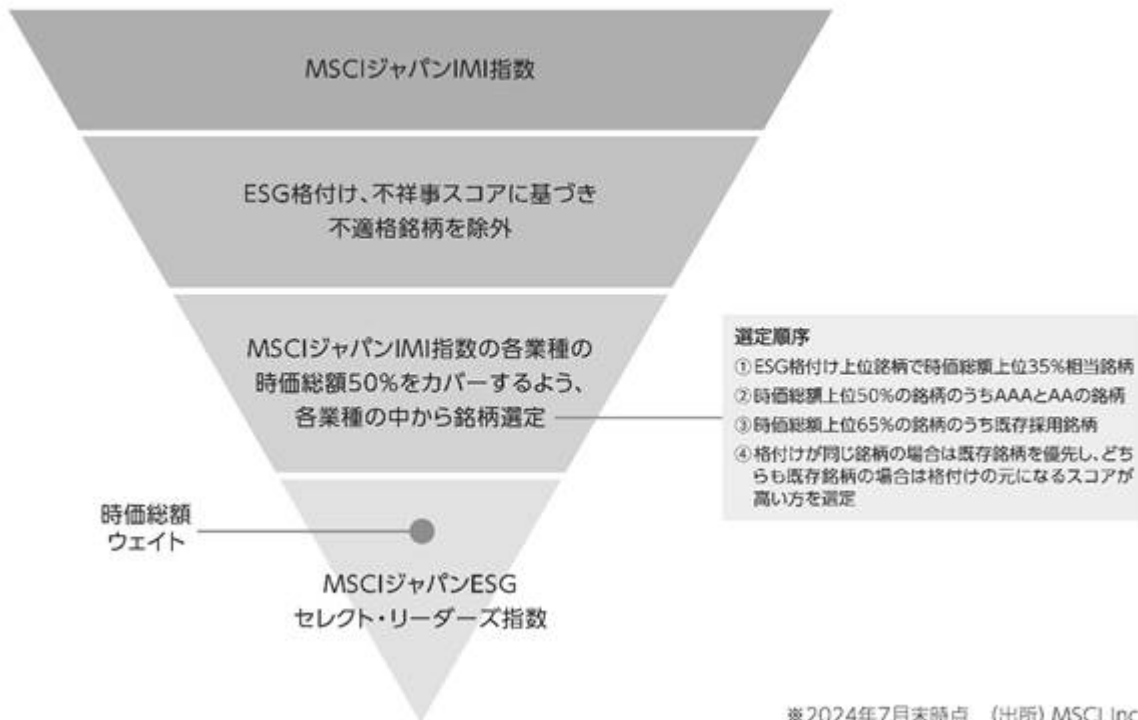 MSCIジャパンIMI指数
ESG格付け、不祥事スコアに基づき
不適格銘柄を除外
MSCIジャパンIMI指数の各業種の
時価総額50%をカバーするよう、
各業種の中から銘柄選定
選定順序
①ESG格付け上位銘柄で時価総額上位35%相当銘柄
②時価総額上位50%の銘柄のうちAAAとAAの銘柄
③時価総額上位65%の銘柄のうち既存採用銘柄
④格付けが同じ銘柄の場合は既存銘柄を優先し、どち
らも既存銘柄の場合は格付けの元になるスコアが
高い方を選定
時価総額
ウェイト
MSCIジャパンESG
セレクト・リーダーズ指数
※2024年7月末時点 (出所) MSCI Inc